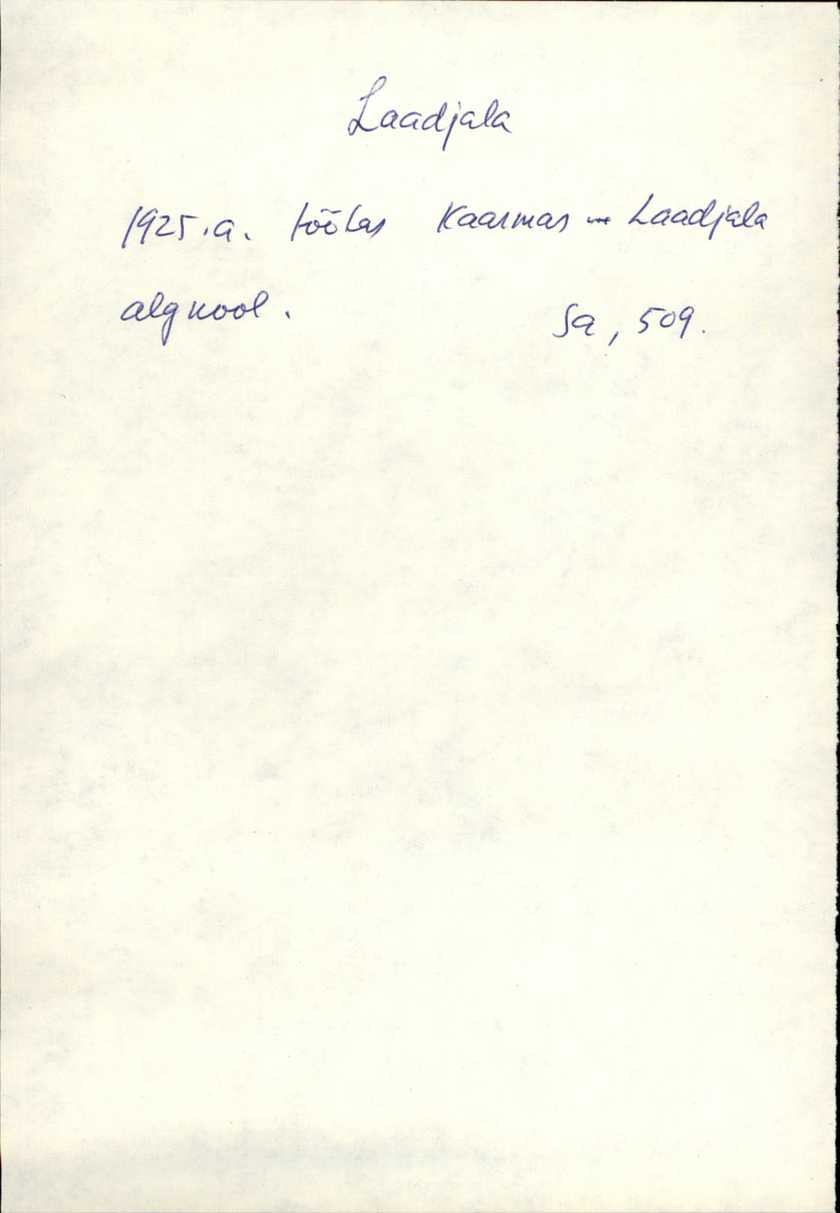 Laadjala
1925.a. töötas Kaarmas Laadjala
algkool.
Sa, 509.